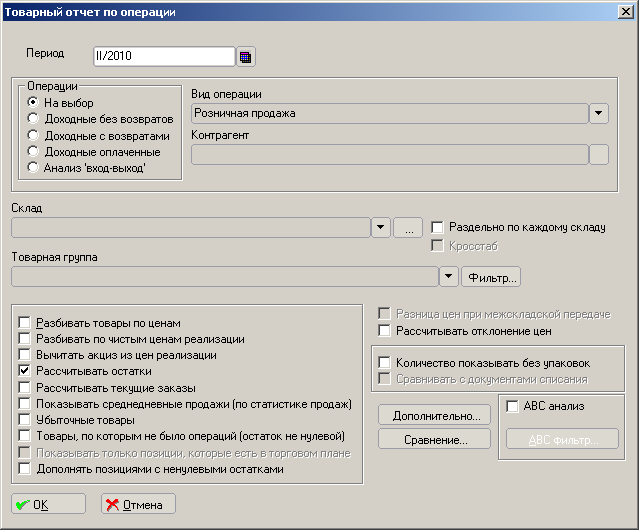 Товарный отчет по операции
Период
II/2010
Операции
На выбор
Доходные без возвратов
Доходные с возвратами
Доходные оплаченные
Анализ 'вход-выход'
Вид операции
Розничная продажа
Контрагент
Склад
...
Раздельно по каждому складу
Кросстаб
Товарная группа
Фильтр...
Разбивать товары по ценам
Разбивать по чистым ценам реализации
Вычитать акциз из цен реализации
Рассчитывать остатки
Рассчитывать текущие заказы
Показывать среднедневные продажи (по статистике продаж)
Убыточные товары
Товары, по которым не было операций (остаток не нулевой)
Показывать только позиции, которые есть в торговом плане
Дополнять позициями с ненулевыми остатками
Разница цен при межскладской передаче
Рассчитывать отклонение цен
Количество показывать без упаковок
Сравнивать с документами списания
Дополнительно...
Сравнение...
ABC анализ
ABC фильтр...
OK
Отмена